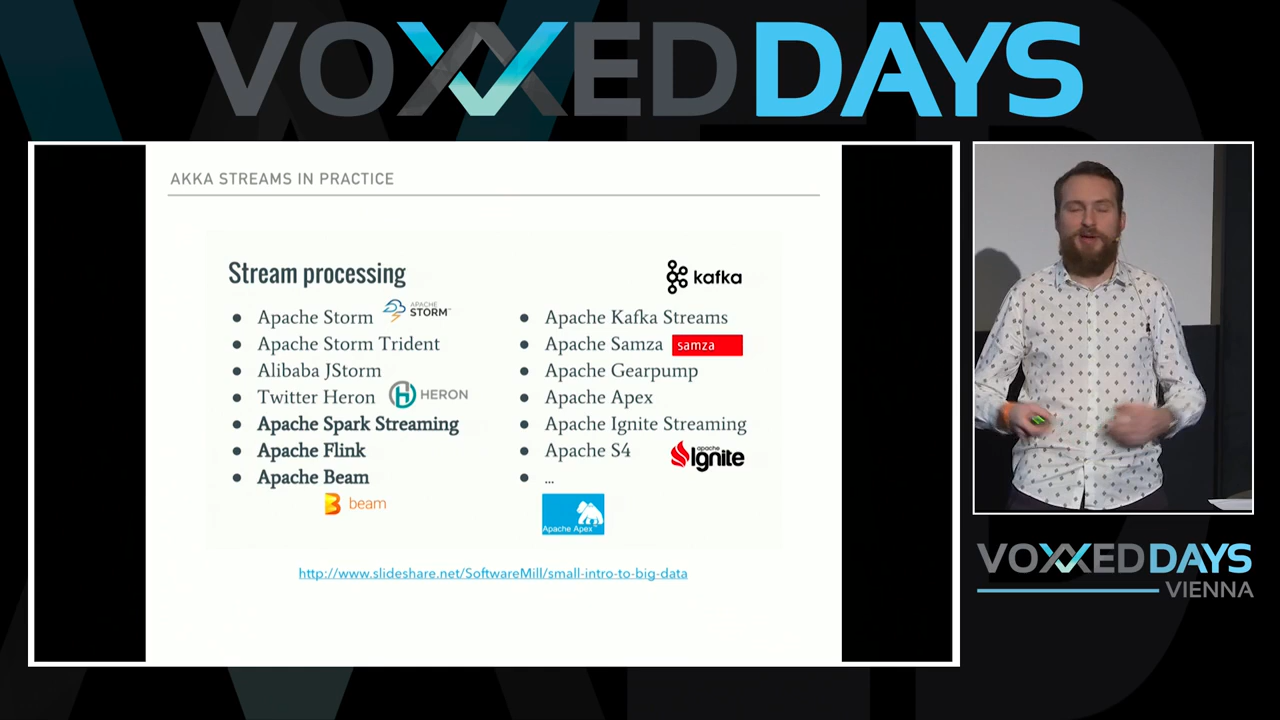 VOXXED DAYS
AKKA STREAMS IN PRACTICE
Stream processing
kafka
Apache Storm
APACHE STORM™
Apache Storm Trident
Alibaba JStorm
Twitter Heron
HERON
Apache Spark Streaming
Apache Flink
Apache Beam
beam
Apache Kafka Streams
Apache Samza
samza
Apache Gearpump
Apache Apex
Apache Ignite Streaming
Apache S4
apache
Ignite
...
Apache Apex
http://www.slideshare.net/SoftwareMill/small-intro-to-big-data
VOXXED DAYS
VIENNA